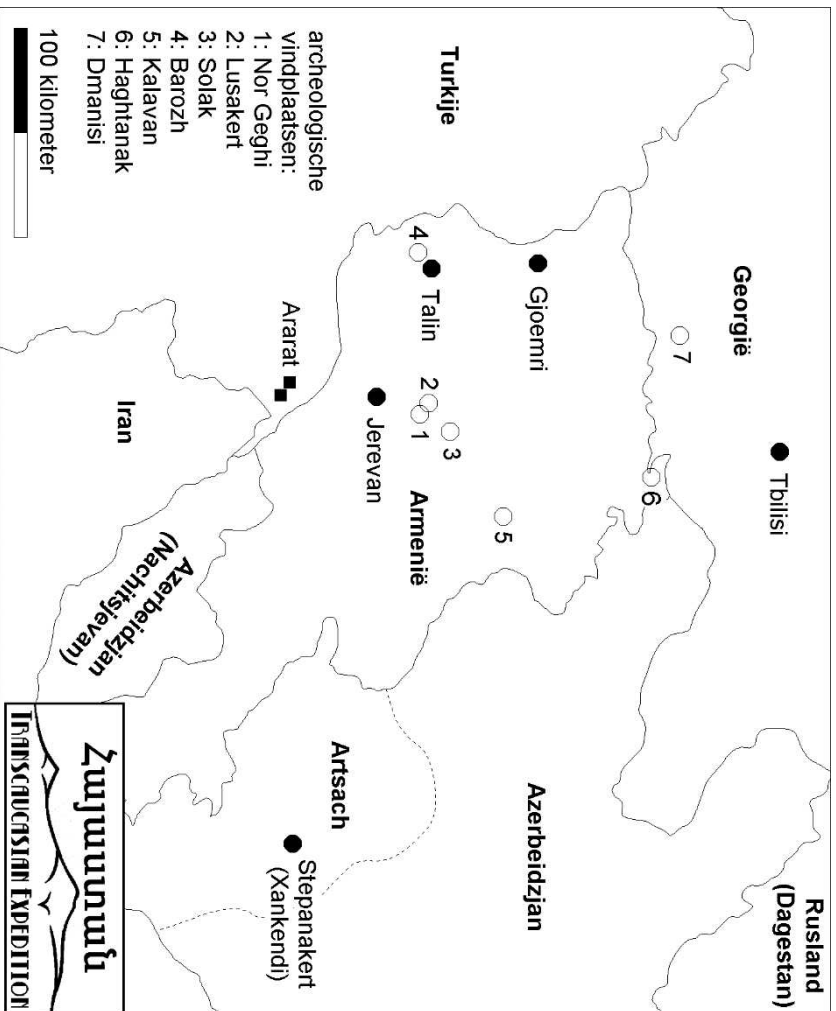 Rusland
(Dagestan)
Georgië
Tbilisi
7
6
Azerbeidzjan
Gjoemri
5
Turkije
Talin
4
3
2
1
Armenië
Jerevan
Artsach
Stepanakert
(Xankendi)
Ararat
Iran
Azerbeidzjan
(Nachitsjevan)
archeologische
vindplaatsen:
1: Nor Geghi
2: Lusakert
3: Solak
4: Barozh
5: Kalavan
6: Haghtanak
7: Dmanisi
100 kilometer
Հայաստան
TRANSCAUCASIAN EXPEDITION